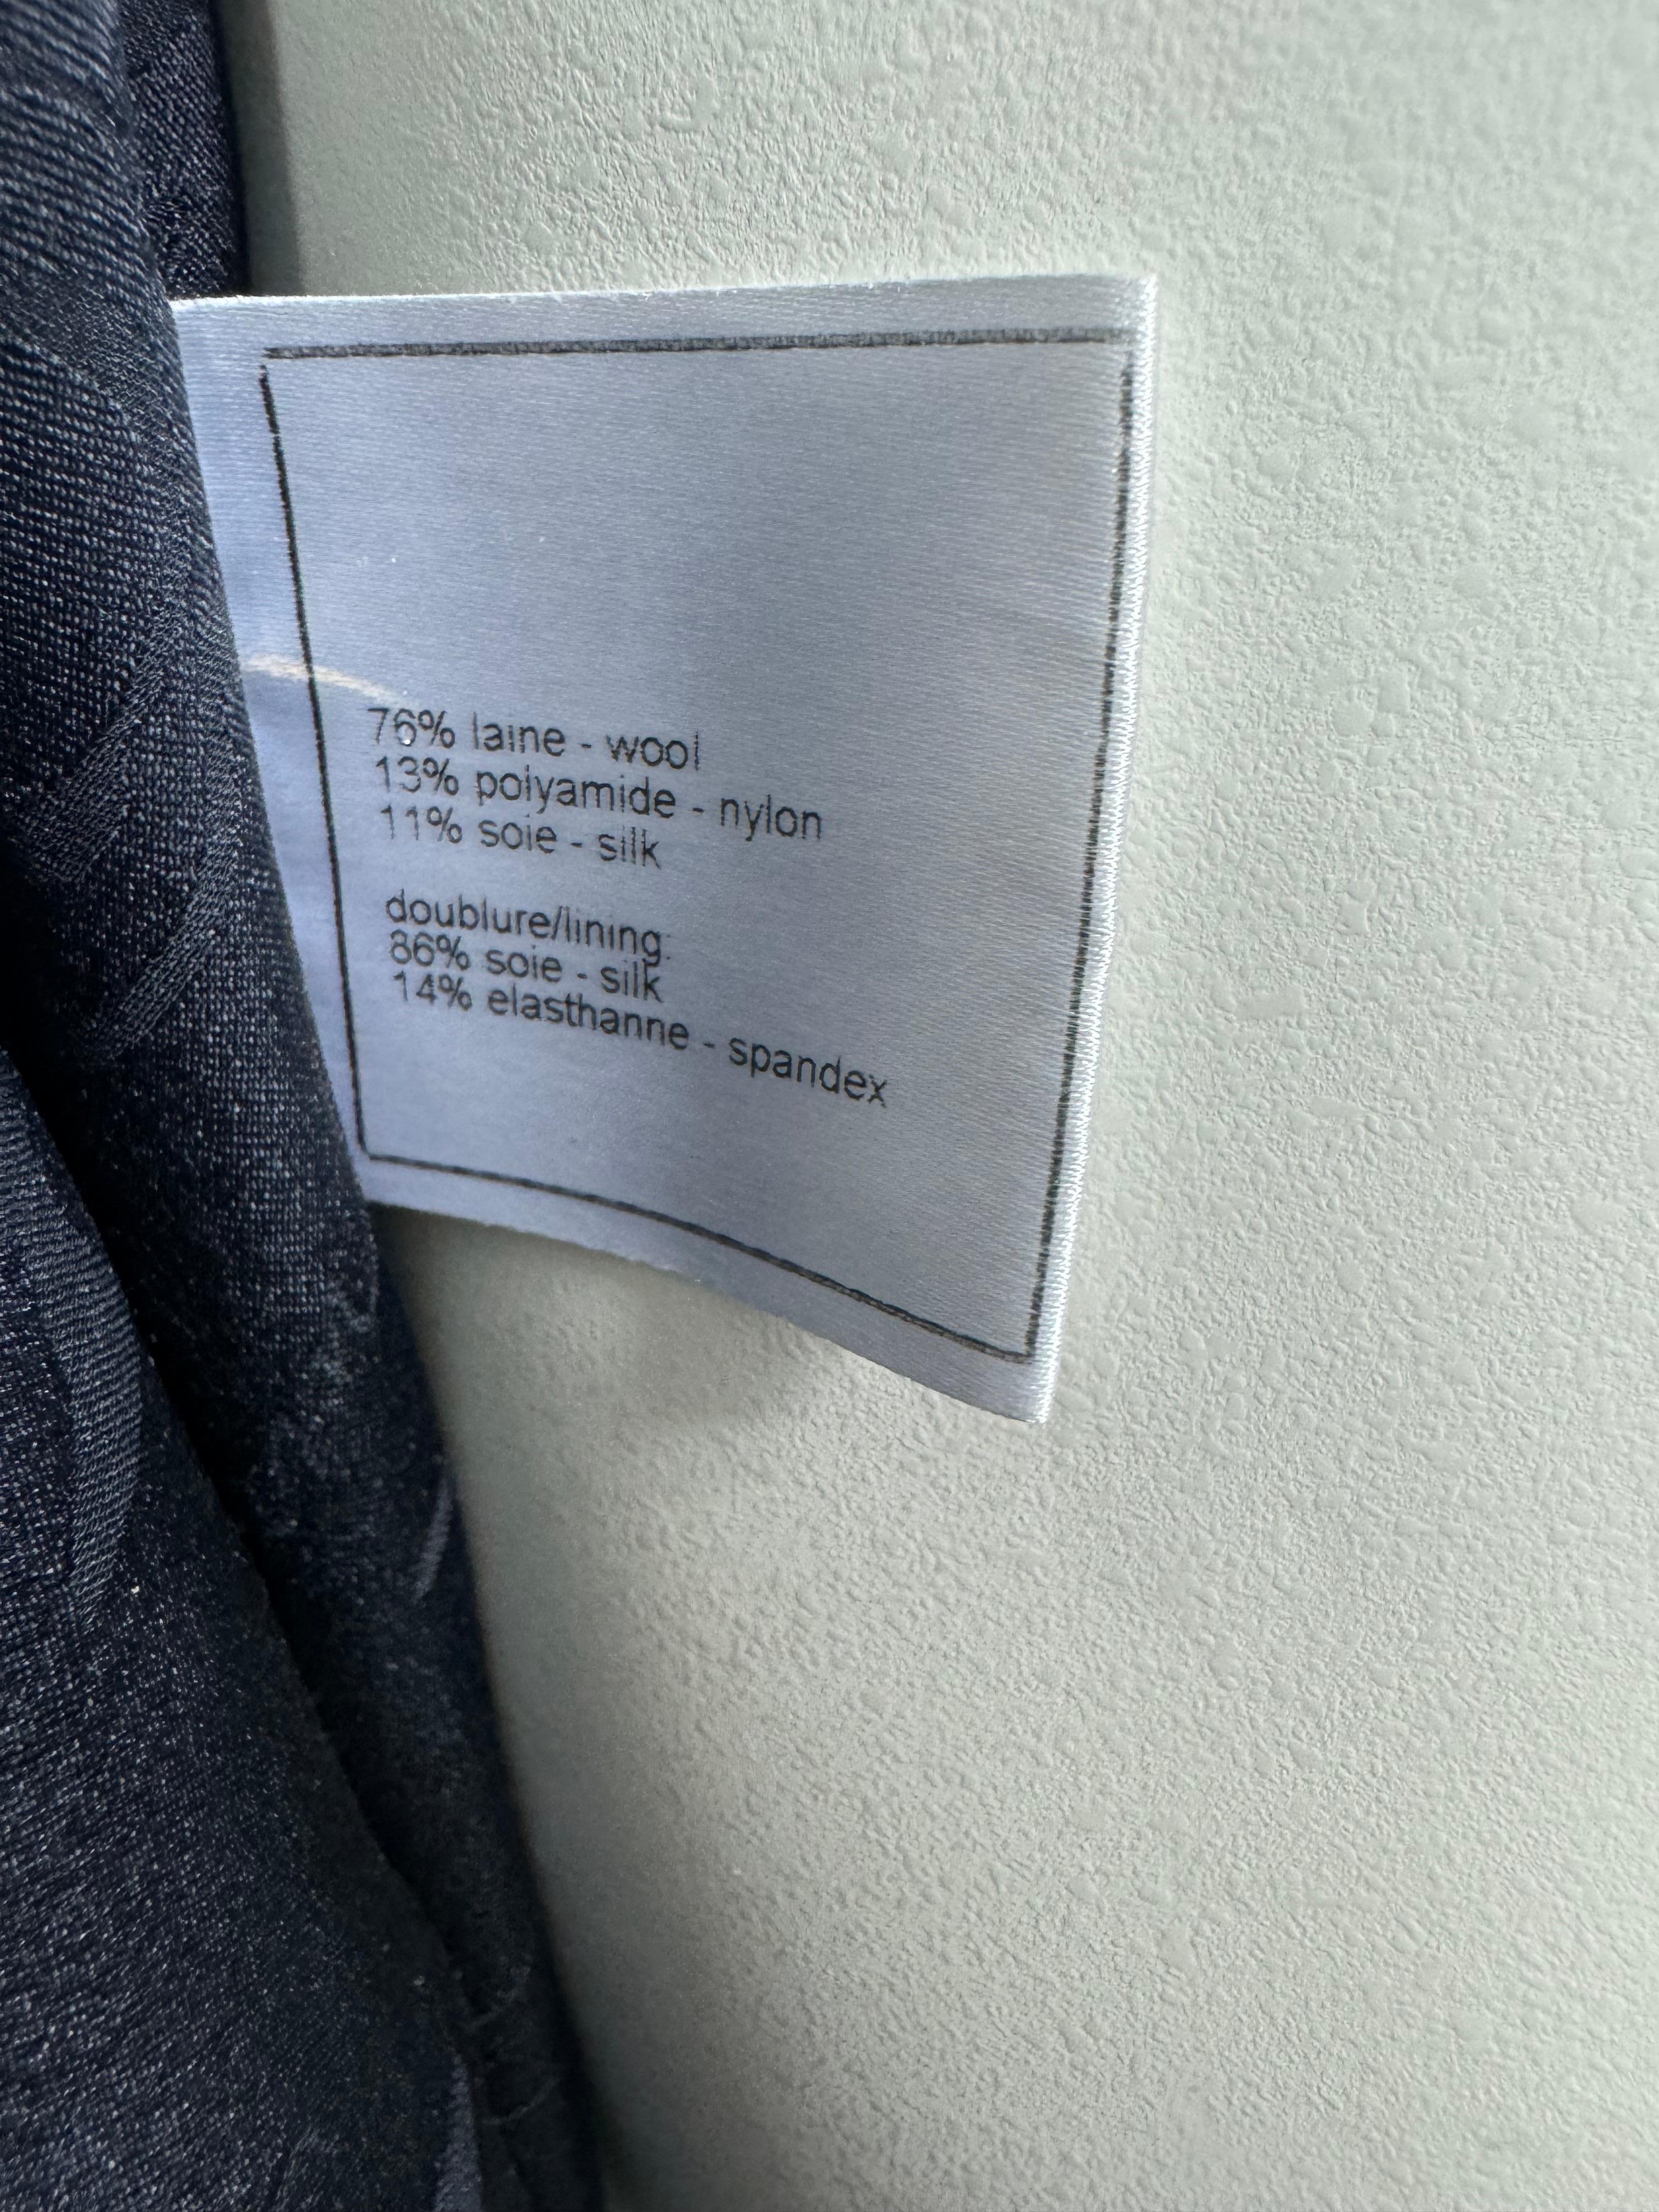 76% laine - wool
13% polyamide - nylon
11% soie - silk
doublure/lining:
86% soie - silk
14% elasthanne - spandex